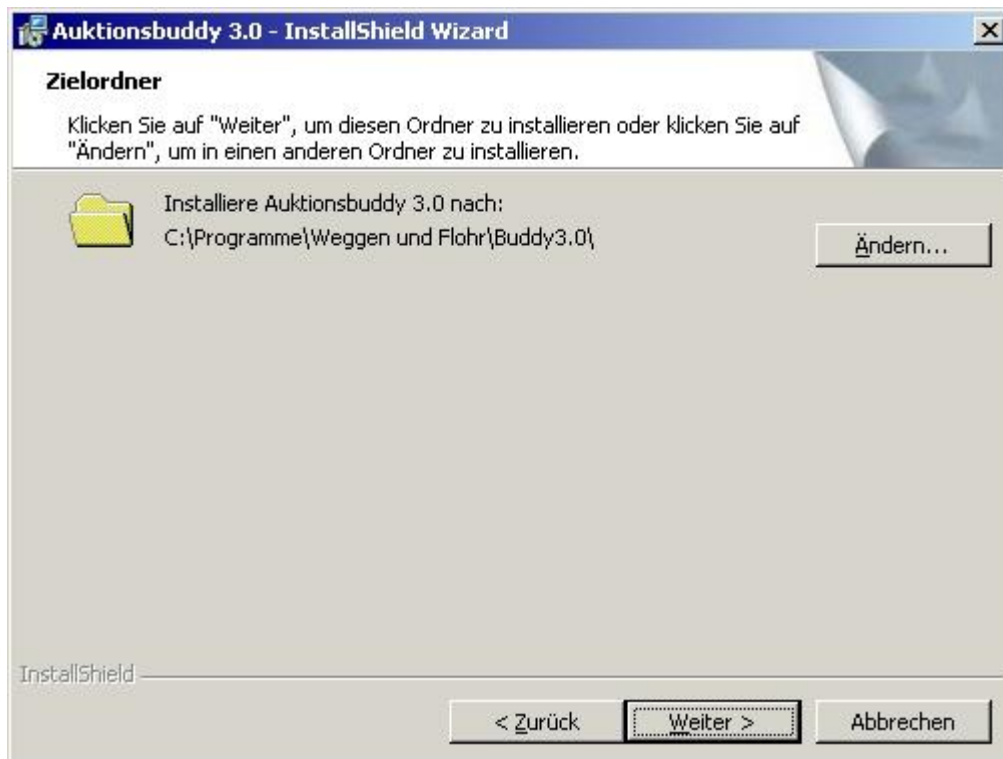 Auktionsbuddy 3.0 - InstallShield Wizard
Zielordner
Klicken Sie auf "Weiter", um diesen Ordner zu installieren oder klicken Sie auf
"Ändern", um in einen anderen Ordner zu installieren.
Installiere Auktionsbuddy 3.0 nach:
C:\Programme\Weggen und Flohr\Buddy3.0\
Ändern...
InstallShield
< Zurück
Weiter >
Abbrechen